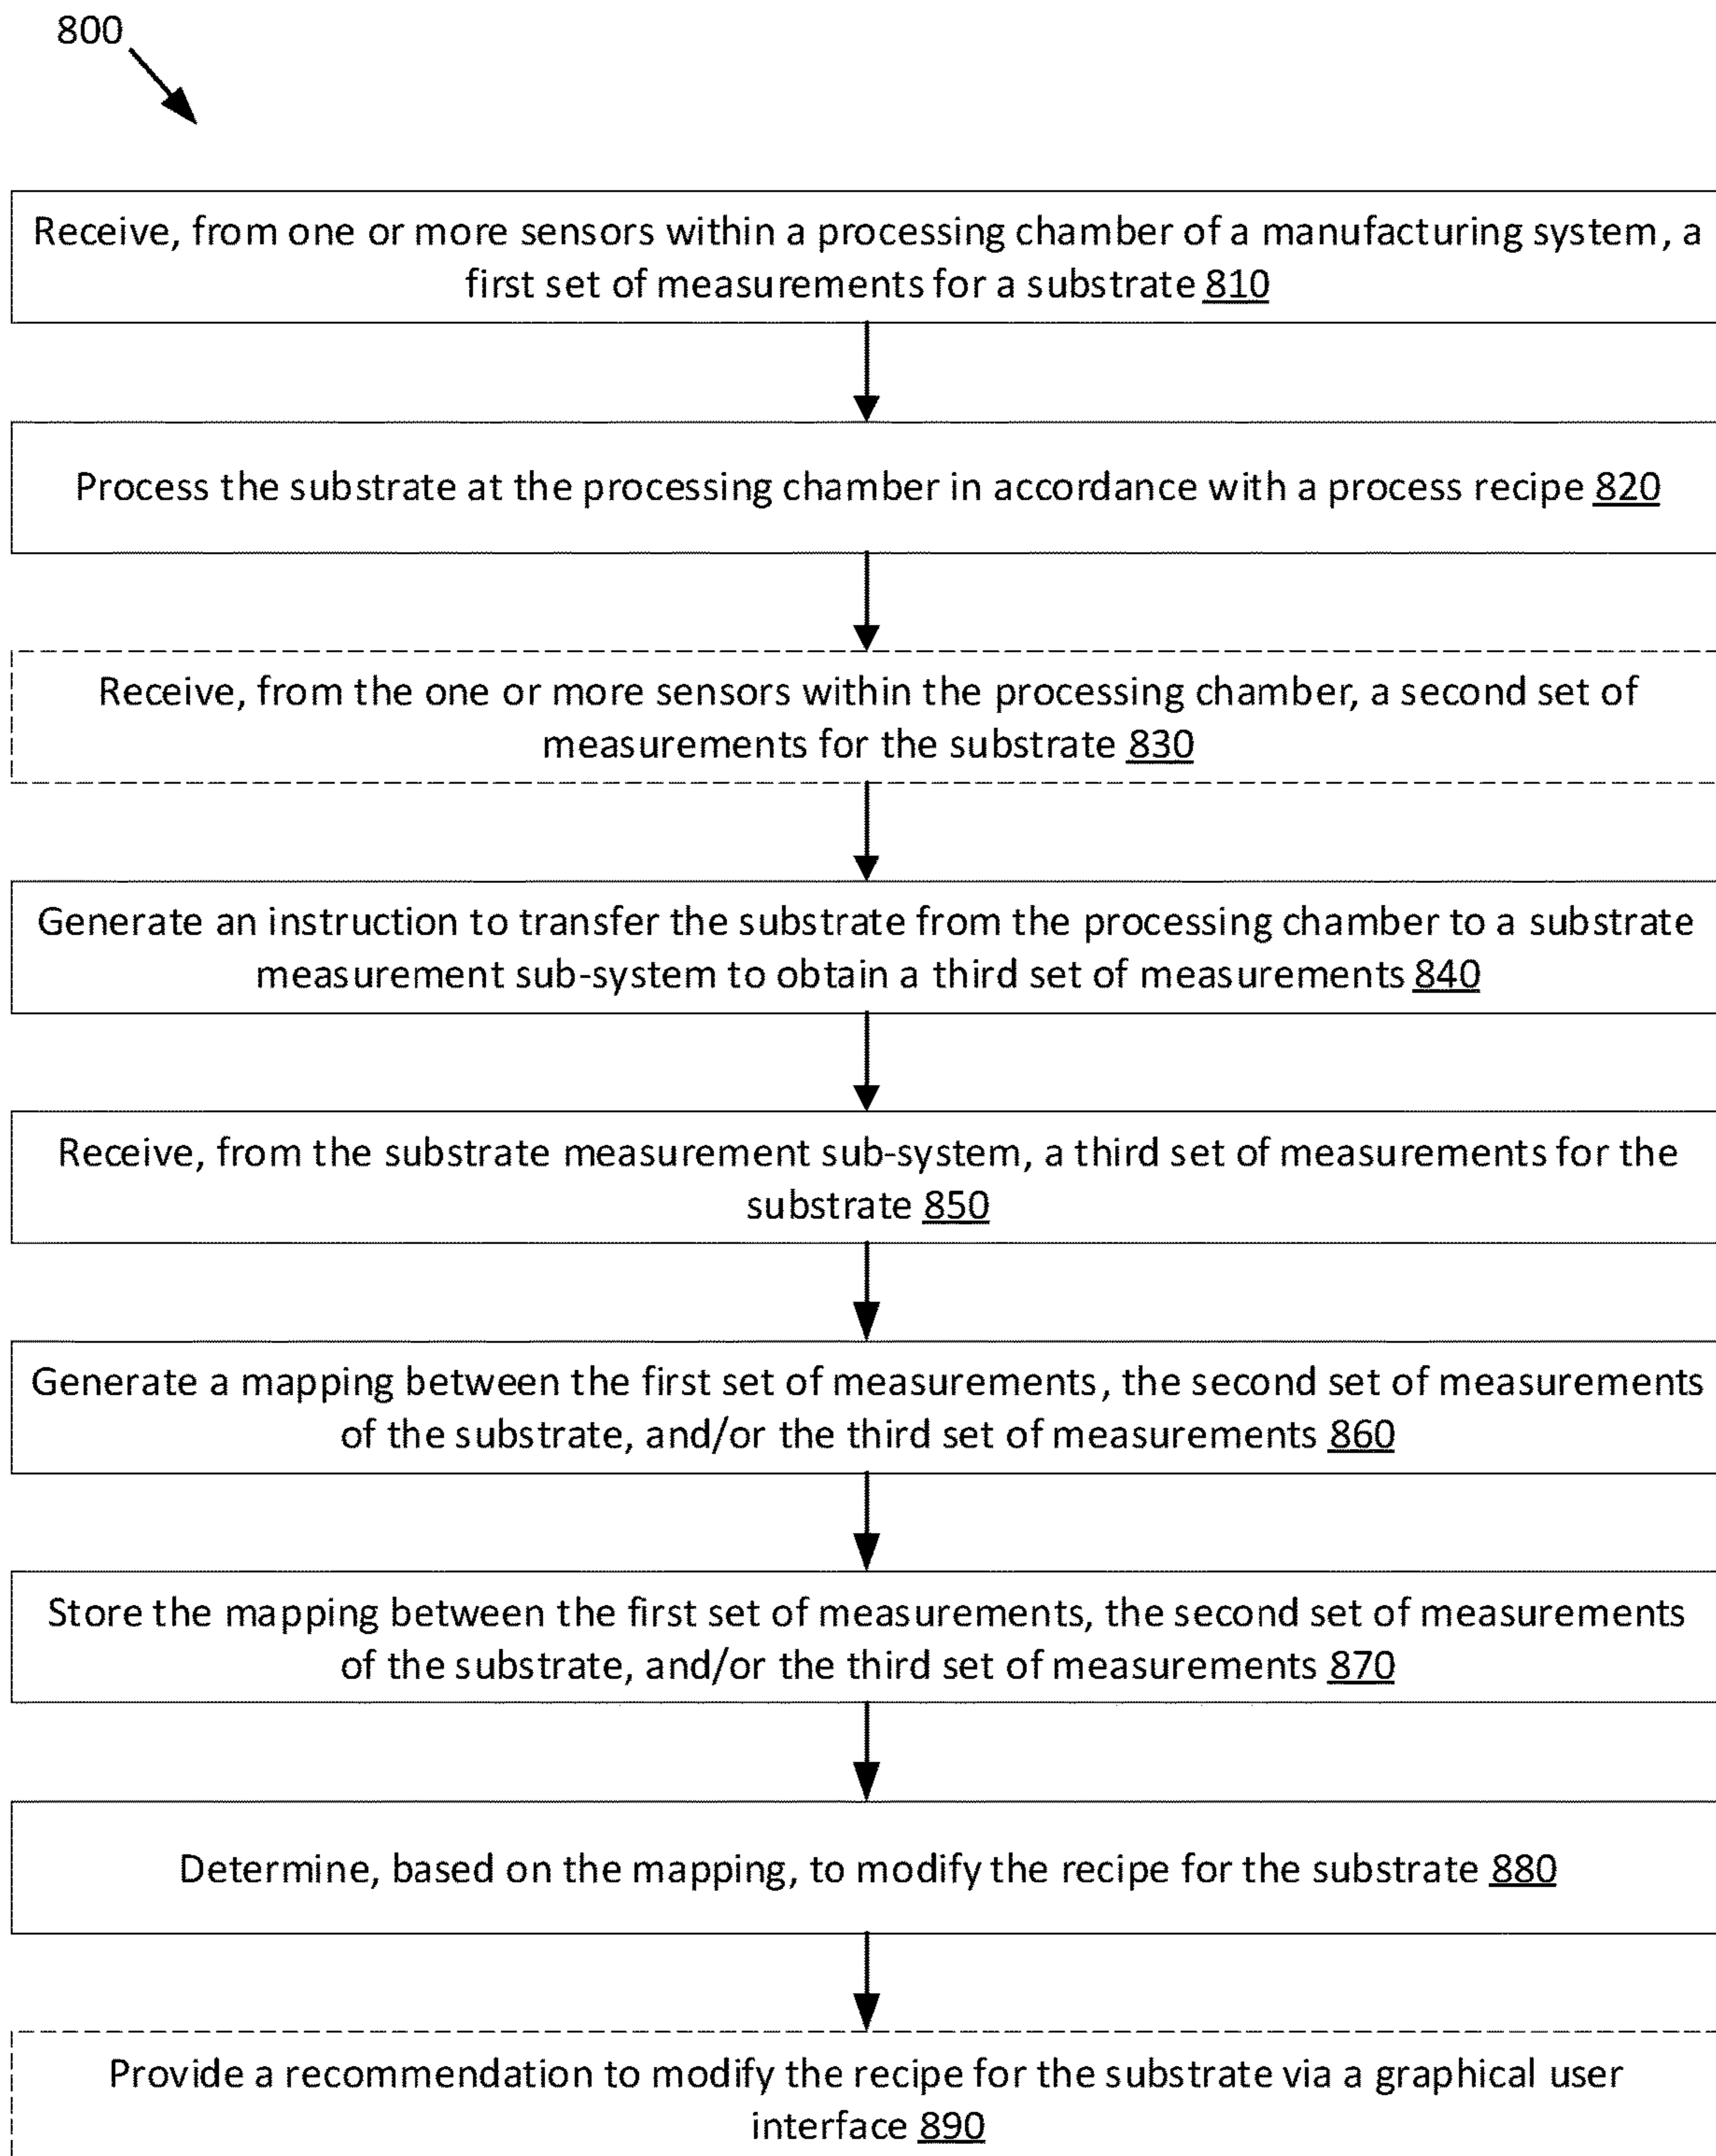 800
Receive, from one or more sensors within a processing chamber of a manufacturing system, a
first set of measurements for a substrate 810
Process the substrate at the processing chamber in accordance with a process recipe 820
Receive, from the one or more sensors within the processing chamber, a second set of
measurements for the substrate 830
Generate an instruction to transfer the substrate from the processing chamber to a substrate
measurement sub-system to obtain a third set of measurements 840
Receive, from the substrate measurement sub-system, a third set of measurements for the
substrate 850
Generate a mapping between the first set of measurements, the second set of measurements
of the substrate, and/or the third set of measurements 860
Store the mapping between the first set of measurements, the second set of measurements
of the substrate, and/or the third set of measurements 870
Determine, based on the mapping, to modify the recipe for the substrate 880
Provide a recommendation to modify the recipe for the substrate via a graphical user
interface 890